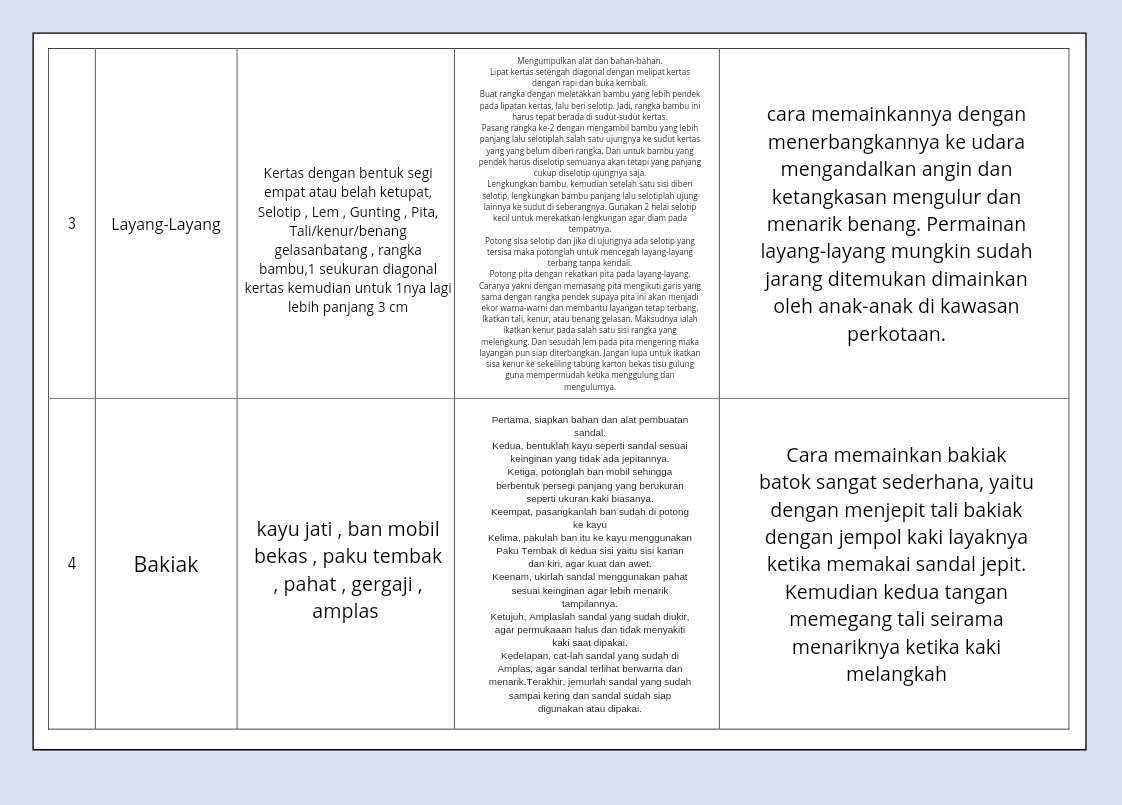 3
Layang-Layang
Kertas dengan bentuk segi
empat atau belah ketupat,
Selotip , Lem , Gunting , Pita,
Tali/kenur/benang
gelasanbatang , rangka
bambu,1 seukuran diagonal
kertas kemudian untuk 1nya lagi
lebih panjang 3 cm
Mengumpulkan alat dan bahan-bahan.
Lipat kertas setengah diagonal dengan melipat kertas
dengan rapi dan buka kembali.
Buat rangka dengan meletakkan bambu yang lebih pendek
pada lipatan kertas, lalu beri selotip. Jadi, rangka bambu ini
harus tepat berada di sudut-sudut kertas.
Pasang rangka ke-2 dengan mengambil bambu yang lebih
panjang lalu selotiplah salah satu ujungnya ke sudut kertas
yang yang belum diberi rangka. Dan untuk bambu yang
pendek harus diselotip semuanya akan tetapi yang panjang
cukup diselotip ujungnya saja.
Lengkungkan bambu, kemudian setelah satu sisi diberi
selotip, lengkungkan bambu panjang lalu selotiplah ujung
lainnya ke sudut di seberangnya. Gunakan 2 helai selotip
kecil untuk merekatkan lengkungan agar diam pada
tempatnya.
Potong sisa selotip dan jika di ujungnya ada selotip yang
tersisa maka potonglah untuk mencegah layang-layang
terbang tanpa kendali.
Potong pita dengan rekatkan pita pada layang-layang.
Caranya yakni dengan memasang pita mengikuti garis yang
sama dengan rangka pendek supaya pita ini akan menjadi
ekor warna-warni dan membantu layangan tetap terbang.
Ikatkan tali, kenur, atau benang gelasan. Maksudnya ialah
ikatkan kenur pada salah satu sisi rangka yang
melengkung. Dan sesudah lem pada pita mengering maka
layangan pun siap diterbangkan. Jangan lupa untuk ikatkan
sisa kenur ke sekeliling tabung karton bekas tisu gulung
guna mempermudah ketika menggulung dan
mengulurnya.
cara memainkannya dengan
menerbangkannya ke udara
mengandalkan angin dan
ketangkasan mengulur dan
menarik benang. Permainan
layang-layang mungkin sudah
jarang ditemukan dimainkan
oleh anak-anak di kawasan
perkotaan.
4
Bakiak
kayu jati , ban mobil
bekas , paku tembak
, pahat , gergaji ,
amplas
Pertama, siapkan bahan dan alat pembuatan
sandal.
Kedua, bentuklah kayu seperti sandal sesuai
keinginan yang tidak ada jepitannya.
Ketiga, potonglah ban mobil sehingga
berbentuk persegi panjang yang berukuran
seperti ukuran kaki biasanya.
Keempat, pasangkanlah ban sudah di potong
ke kayu
Kelima, pakulah ban itu ke kayu menggunakan
Paku Tembak di kedua sisi yaitu sisi kanan
dan kiri, agar kuat dan awet.
Keenam, ukirlah sandal menggunakan pahat
sesuai keinginan agar lebih menarik
tampilannya.
Ketujuh, Amplaslah sandal yang sudah diukir,
agar permukaaan halus dan tidak menyakiti
kaki saat dipakai.
Kedelapan, cat-lah sandal yang sudah di
Amplas, agar sandal terlihat berwarna dan
menarik.Terakhir, jemurlah sandal yang sudah
sampai kering dan sandal sudah siap
digunakan atau dipakai.
Cara memainkan bakiak
batok sangat sederhana, yaitu
dengan menjepit tali bakiak
dengan jempol kaki layaknya
ketika memakai sandal jepit.
Kemudian kedua tangan
memegang tali seirama
menariknya ketika kaki
melangkah